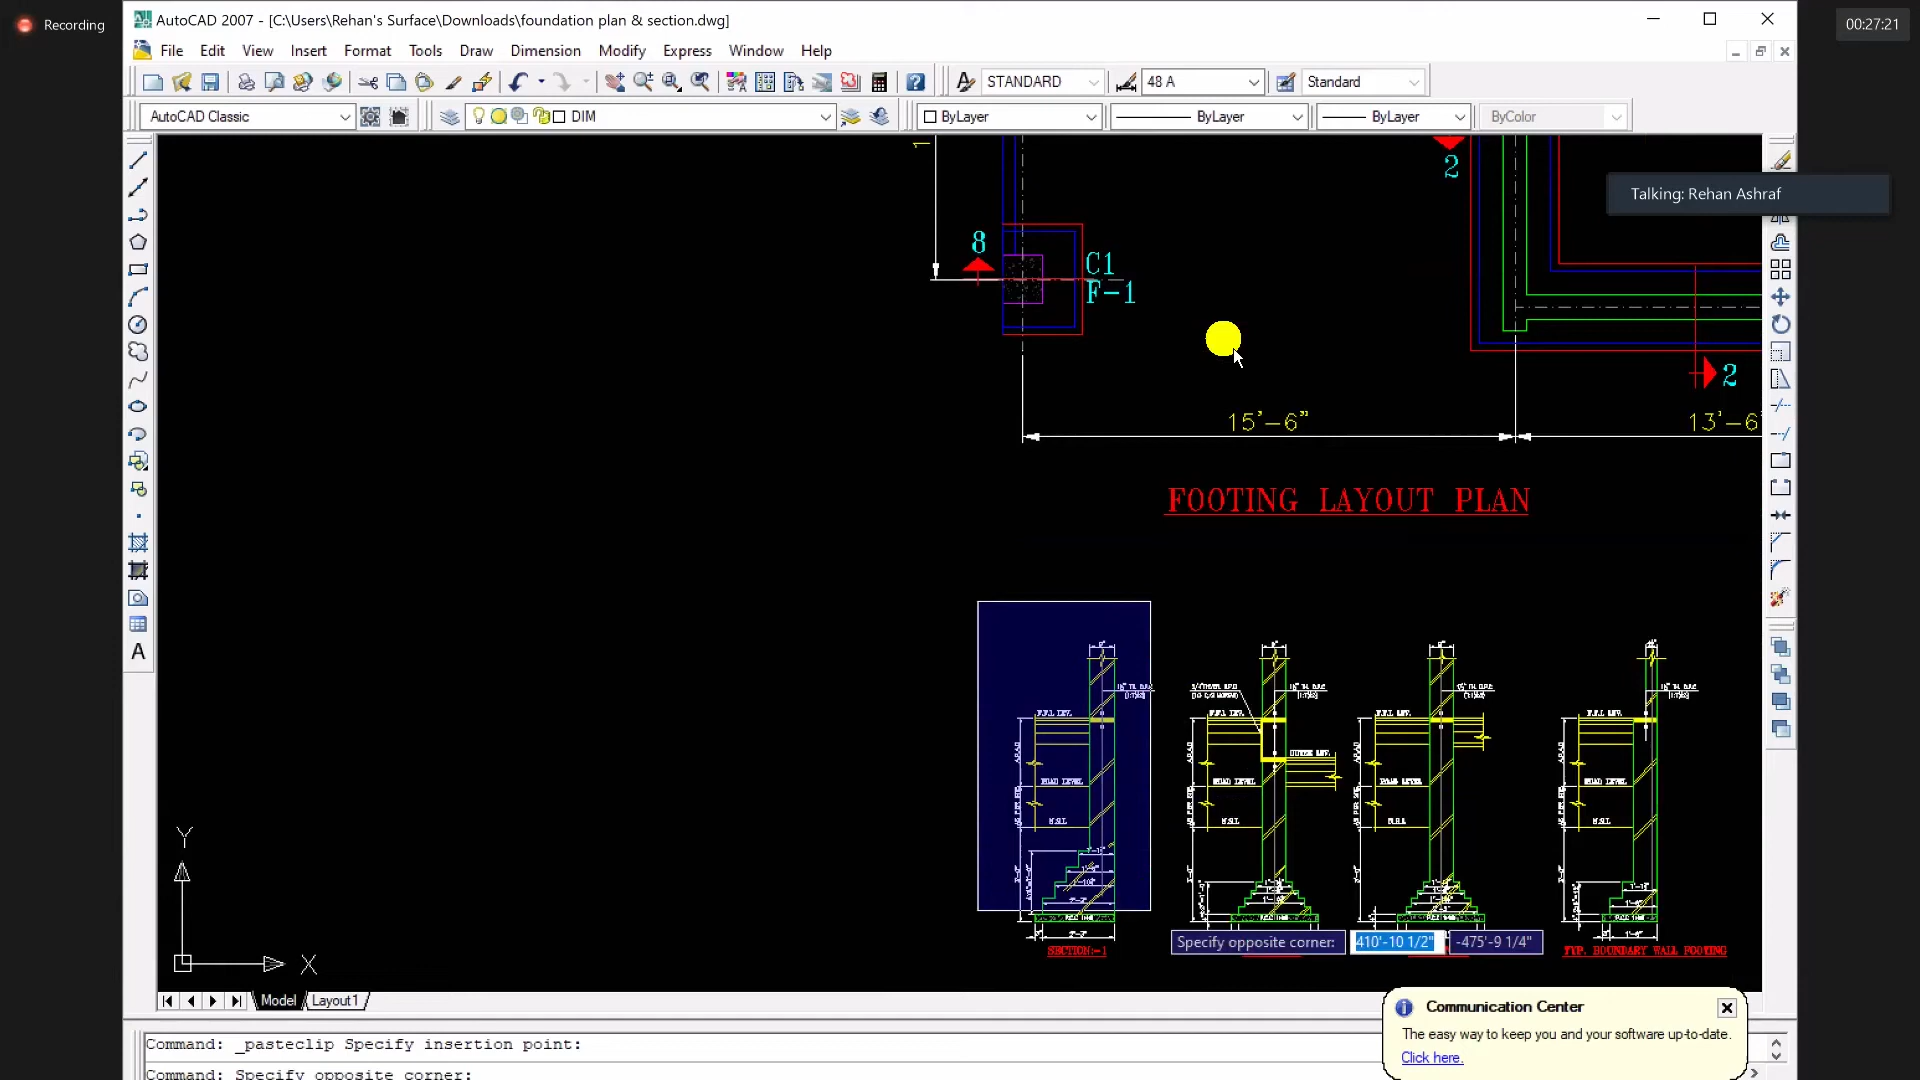 Recording
AutoCAD 2007 - [C:\Users\Rehan's Surface\Downloads\foundation plan & section.dwg]
00:27:21
File Edit View Insert Format Tools Draw Dimension Modify Express Window Help
STANDARD 48 A Standard
AutoCAD Classic DIM ByLayer ByLayer ByLayer ByColor
Talking: Rehan Ashraf
1
2
8
C1
F-1
2
15'-6"
13'-6
FOOTING LAYOUT PLAN
ROAD LEVEL
N.S.L
Specify opposite corner: 410'-10 1/2" -475'-9 1/4"
SECTION:-1
TYP. BOUNDARY WALL FOOTING
Y
X
A
Model Layout1
Communication Center
The easy way to keep you and your software up-to-date.
Click here.
Command: _pasteclip Specify insertion point:
Command: Specify opposite corner: